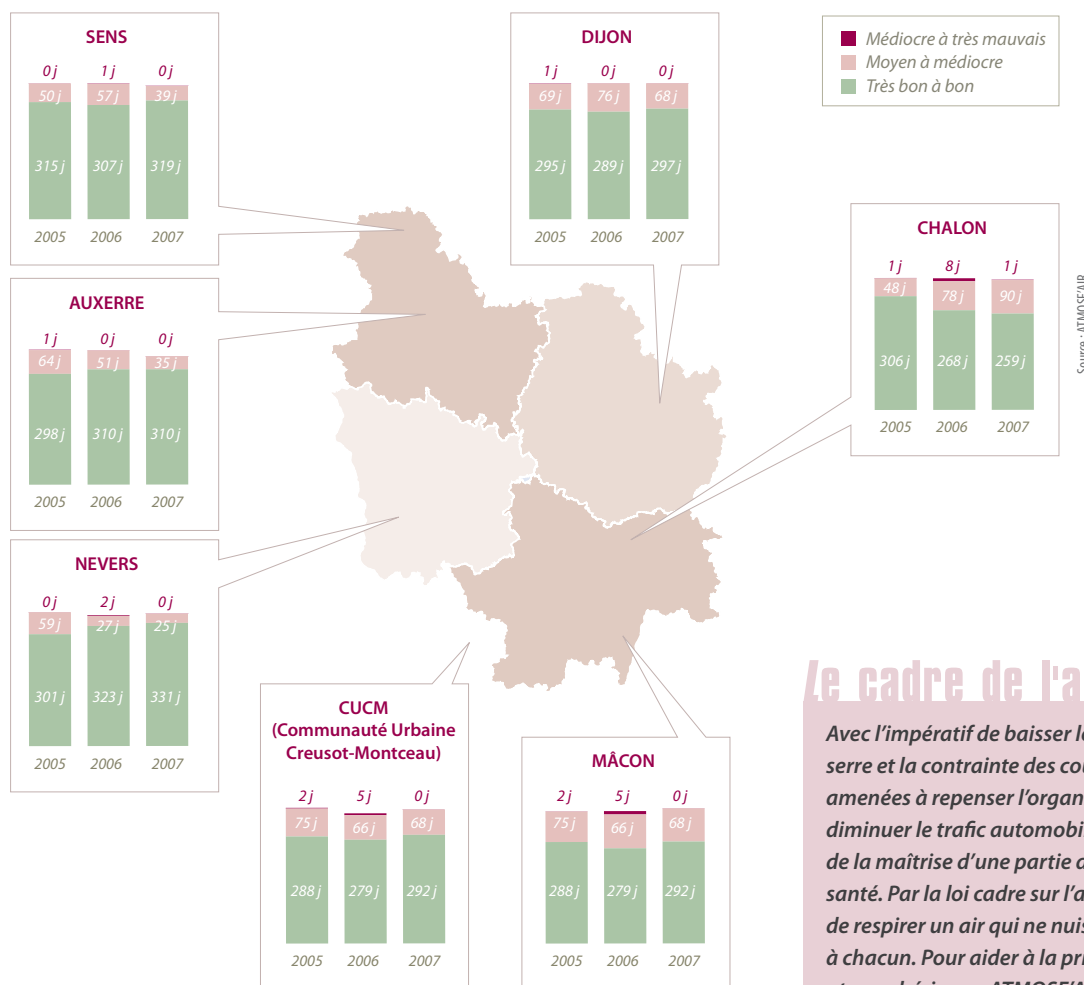 SENS
0 j 1 j 0 j
50 j 57 j 39 j
315 j 307 j 319 j
2005 2006 2007
DIJON
1 j 0 j 0 j
69 j 76 j 68 j
295 j 289 j 297 j
2005 2006 2007
Médiocre à très mauvais
Moyen à médiocre
Très bon à bon
AUXERRE
1 j 0 j 0 j
64 j 51 j 35 j
298 j 310 j 310 j
2005 2006 2007
CHALON
1 j 8 j 1 j
48 j 78 j 90 j
306 j 268 j 259 j
2005 2006 2007
Source : ATMOSF'AIR
NEVERS
0 j 2 j 0 j
59 j 27 j 25 j
301 j 323 j 331 j
2005 2006 2007
CUCM
(Communauté Urbaine
Creusot-Montceau)
2 j 5 j 0 j
75 j 66 j 68 j
288 j 279 j 292 j
2005 2006 2007
MÂCON
2 j 5 j 0 j
75 j 66 j 68 j
288 j 279 j 292 j
2005 2006 2007
Le cadre de l'a
Avec l'impératif de baisser le
serre et la contrainte des cou
amenées à repenser l'organ
diminuer le trafic automobi
de la maîtrise d'une partie d
santé. Par la loi cadre sur l'a
de respirer un air qui ne nuis
à chacun. Pour aider à la pri